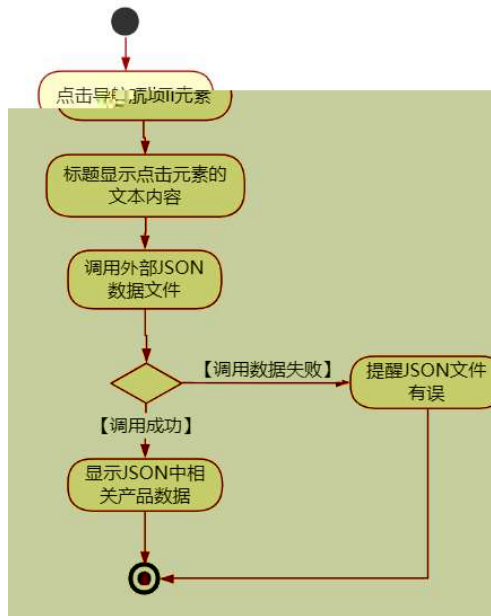 点击导航项li元素
标题显示点击元素的
文本内容
调用外部JSON
数据文件
【调用数据失败】
提醒JSON文件
有误
【调用成功】
显示JSON中相
关产品数据